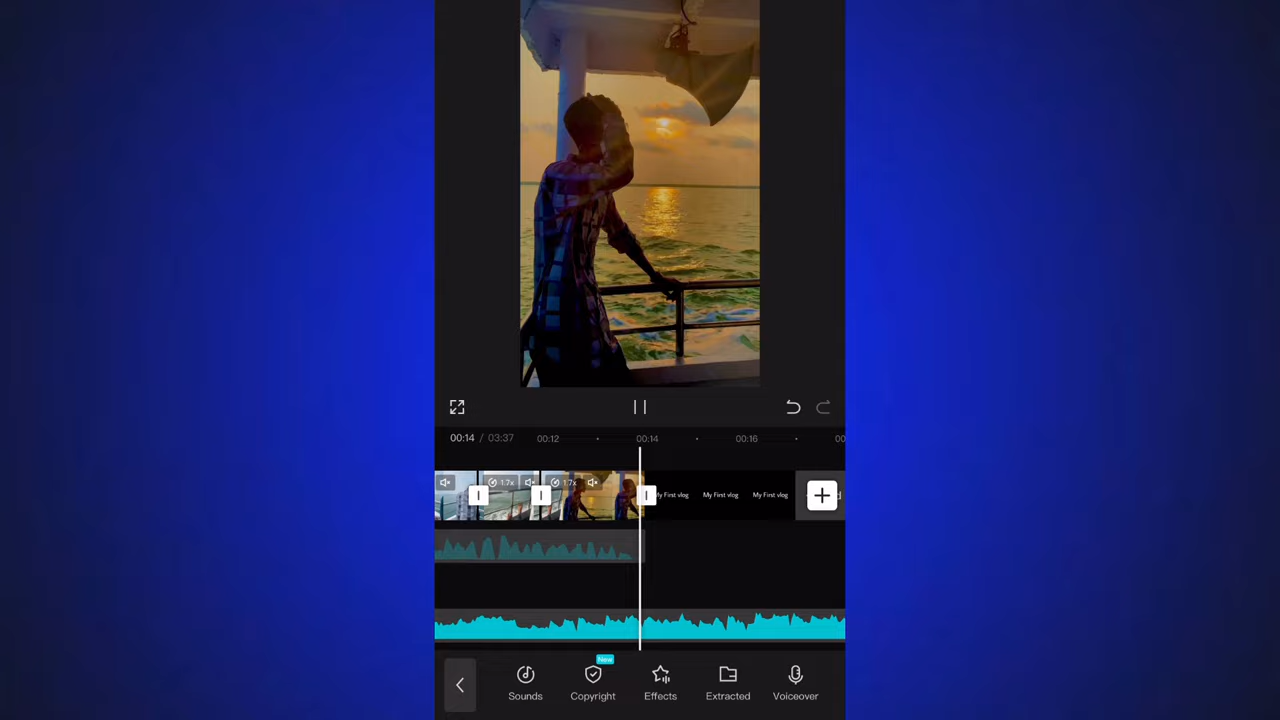 00:14 / 03:37 00:12 00:14 00:16 00
1.7x 1.7x
My First vlog My First vlog My First vlog
New
Sounds Copyright Effects Extracted Voiceover